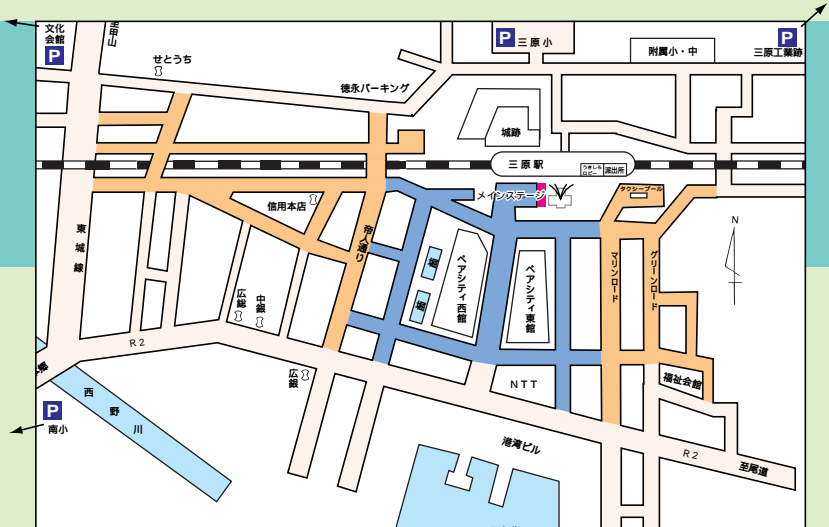 文化
会館
P
里甲山
せとうち
P
三原小
附属小・中
P
三原工業跡
徳永パーキング
城跡
三原駅
うきしろ
ロビー
派出所
メインステージ
タクシープール
信用本店
帝人通り
東城線
N
マリンロード
グリーンロード
ペアシティ西館
ペアシティ東館
広総
中銀
R2
広銀
NTT
福祉会館
西野川
P
南小
港湾ビル
R2
至尾道